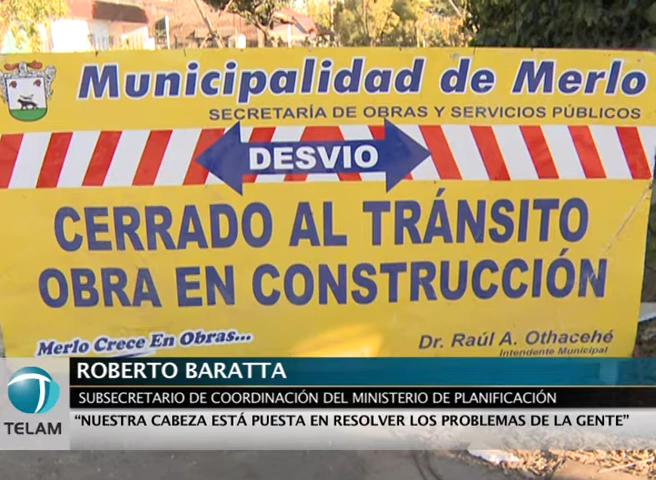 Municipalidad de Merlo
SECRETARÍA DE OBRAS Y SERVICIOS PÚBLICOS
DESVIO
CERRADO AL TRÁNSITO
OBRA EN CONSTRUCCIÓN
Merlo Crece En Obras...
Dr. Raúl A. Othacehé
Intendente Municipal
ROBERTO BARATTA
SUBSECRETARIO DE COORDINACIÓN DEL MINISTERIO DE PLANIFICACIÓN
“NUESTRA CABEZA ESTÁ PUESTA EN RESOLVER LOS PROBLEMAS DE LA GENTE”
TELAM